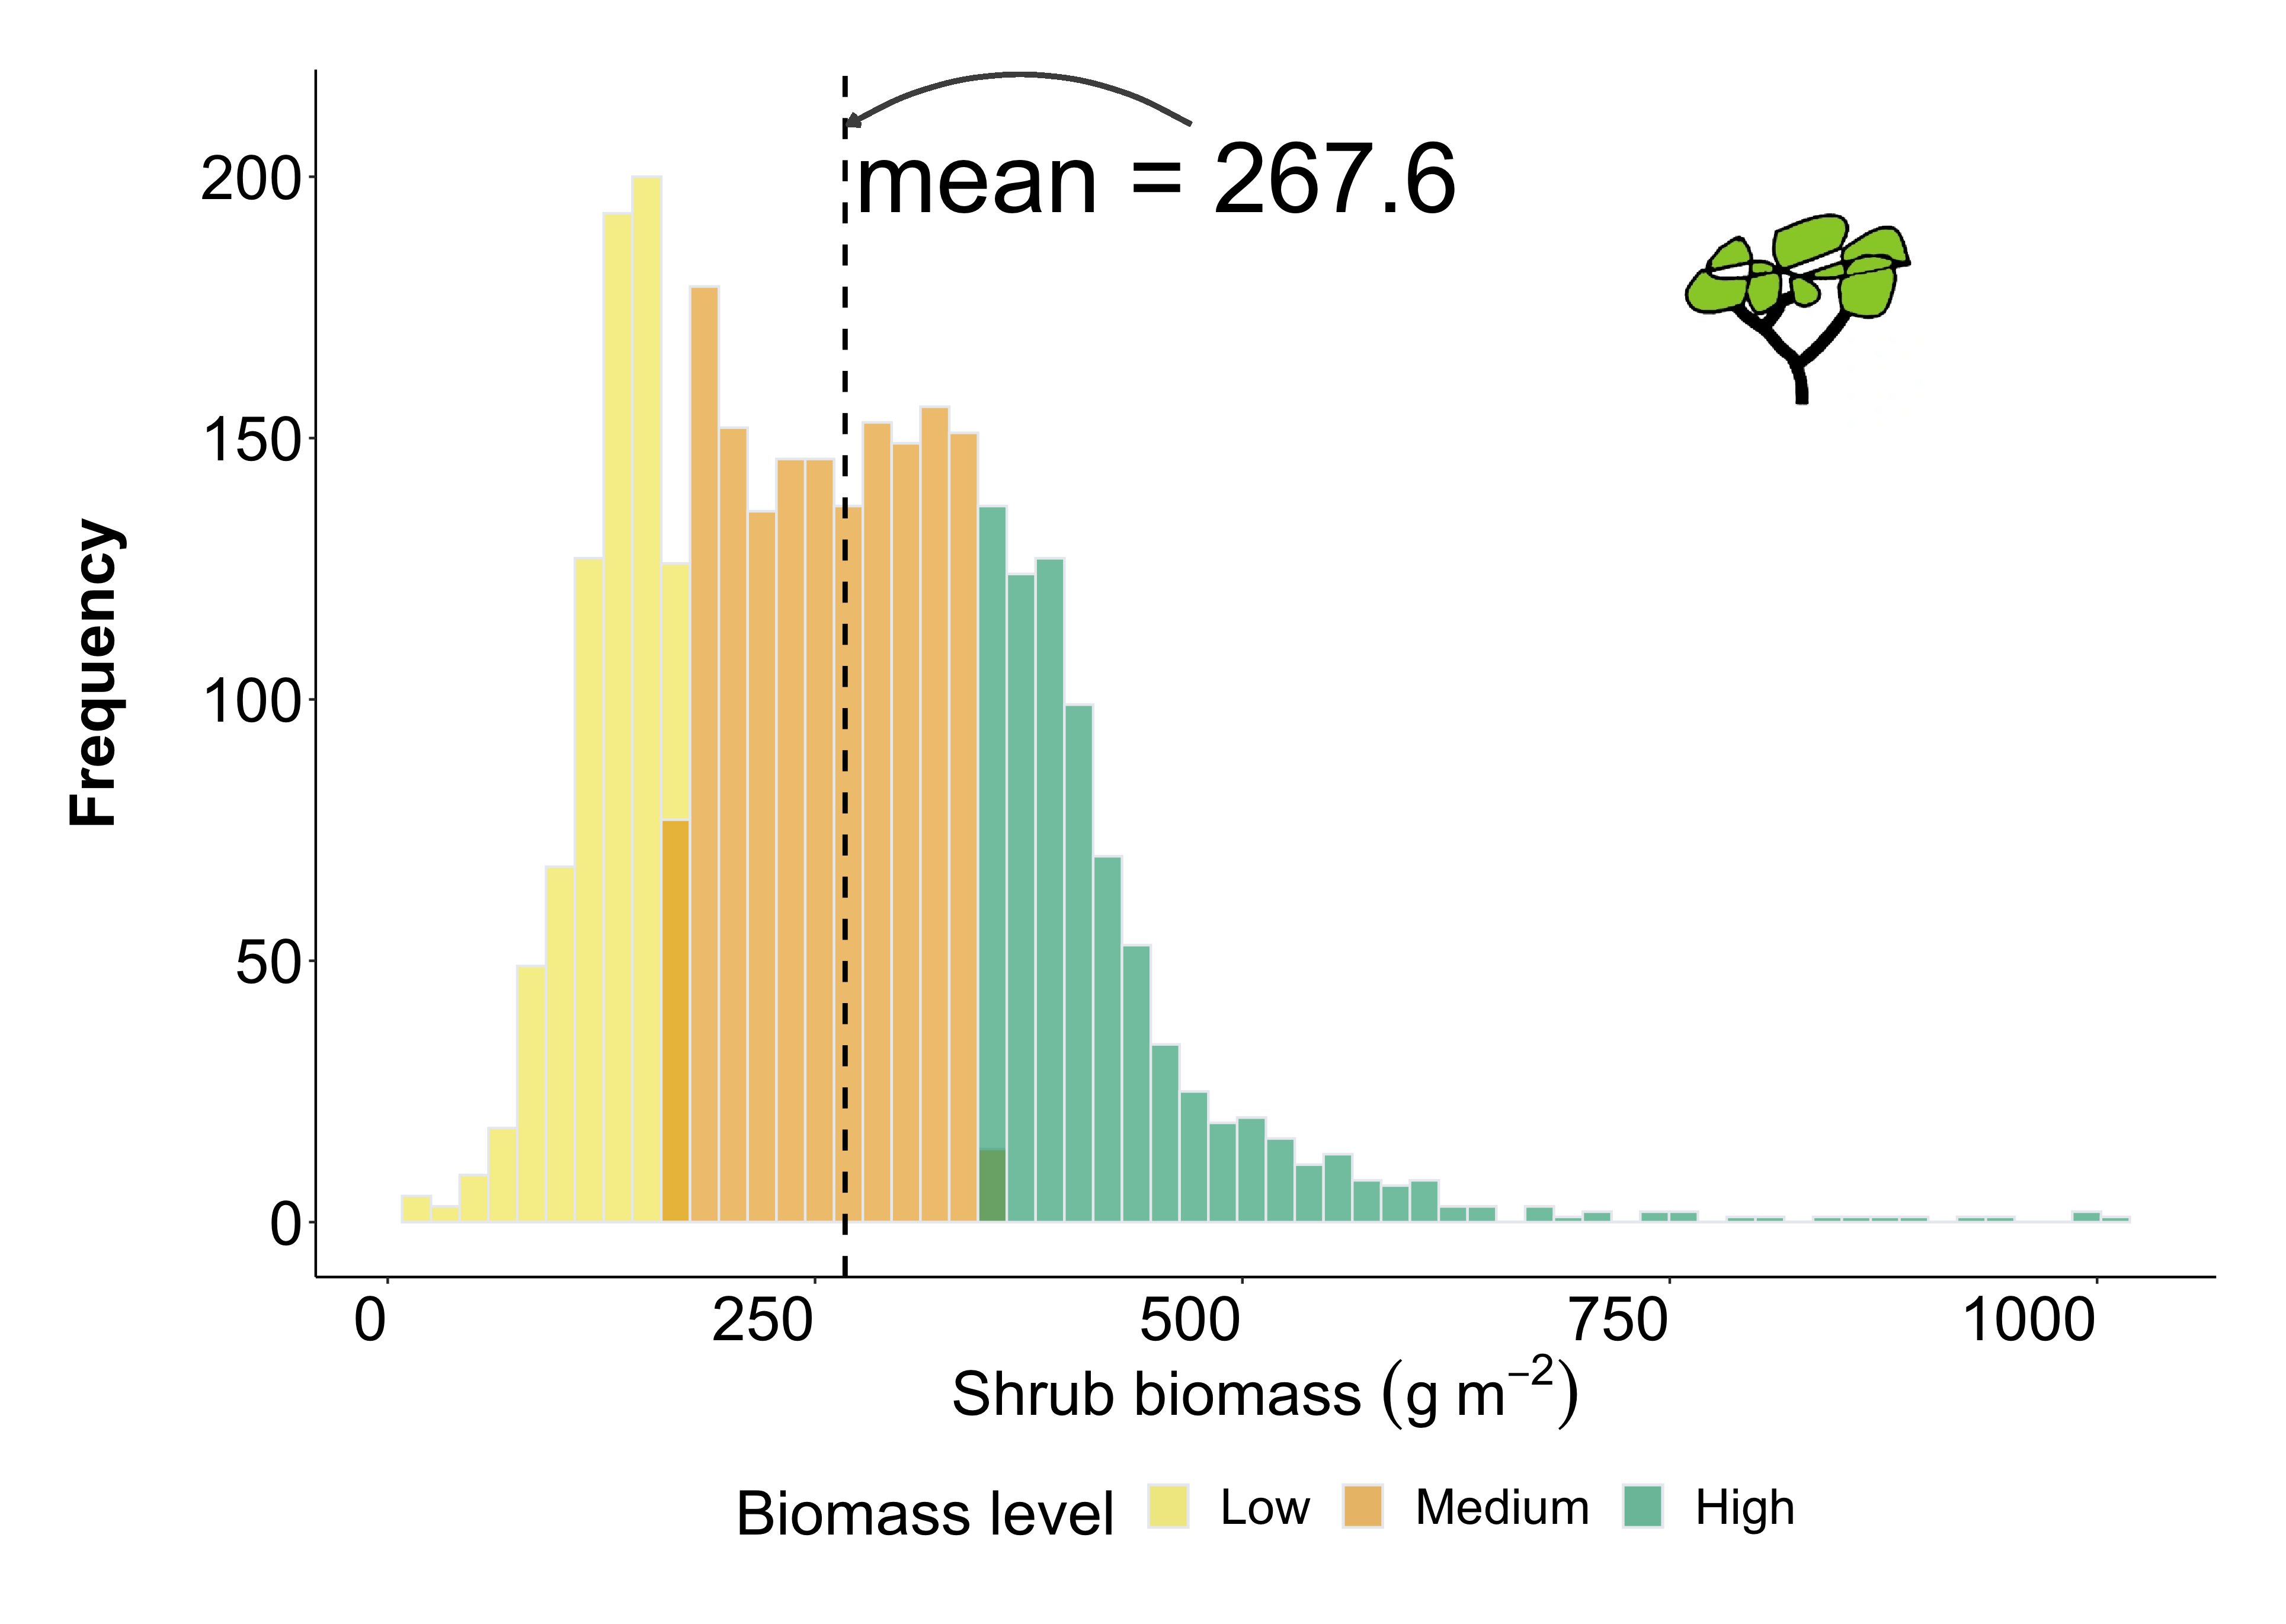 mean = 267.6
200
150
100
50
0
Frequency
0 250 500 750 1000
Shrub biomass (g m⁻²)
Biomass level Low Medium High